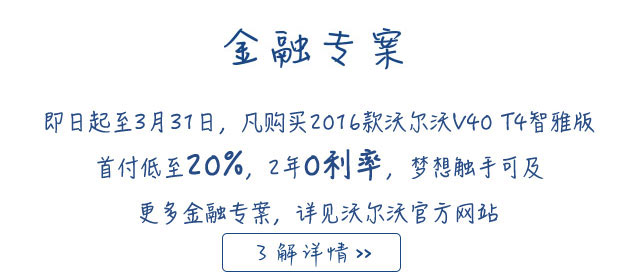 金融专案
即日起至3月31日，凡购买2016款沃尔沃V40 T4智雅版
首付低至20%，2年0利率，梦想触手可及
更多金融专案，详见沃尔沃官方网站
了解详情>>